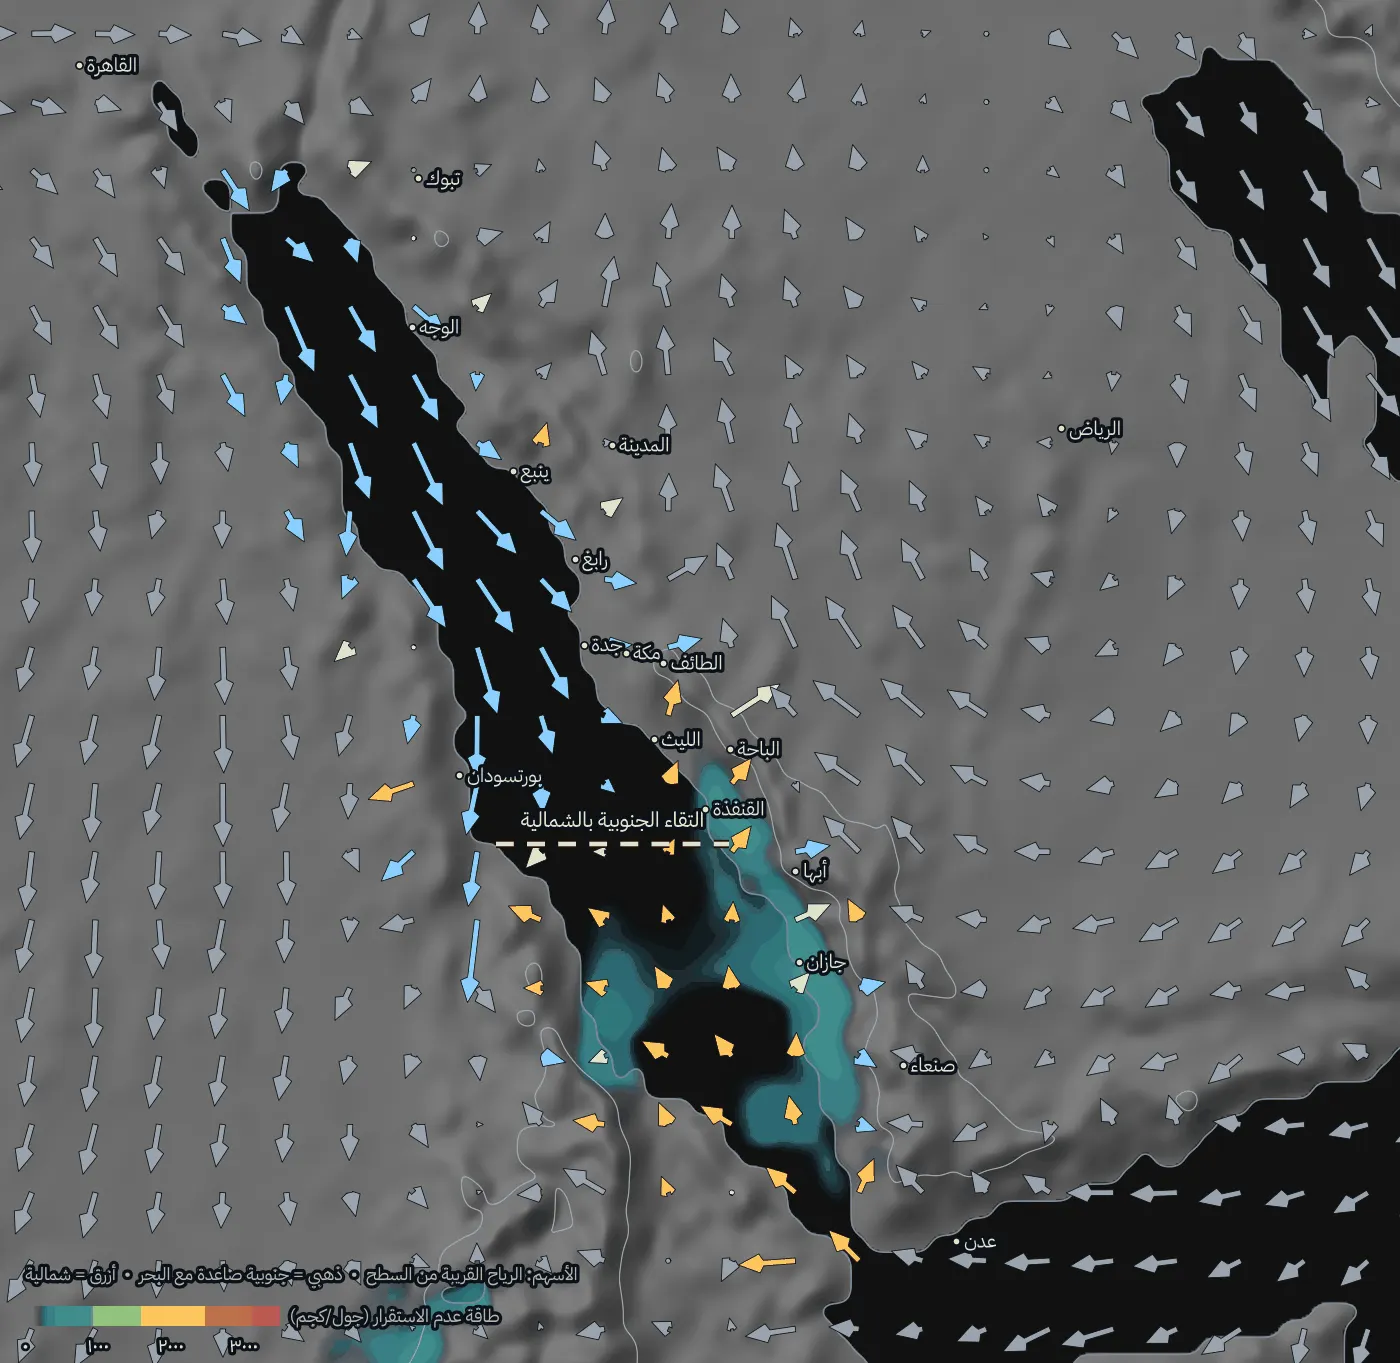 القاهرة
تبوك
الوجه
المدينة
الرياض
ينبع
رابغ
جدة
مكة
الطائف
الليث
الباحة
بورتسودان
القنفذة
التقاء الجنوبية بالشمالية
أبها
جازان
صنعاء
عدن
الأسهم: الرياح القريبة من السطح • ذهبي = جنوبية صاعدة مع البحر • أزرق = شمالية
طاقة عدم الاستقرار (جول/كجم)
٠ ١٠٠٠ ٢٠٠٠ ٣٠٠٠